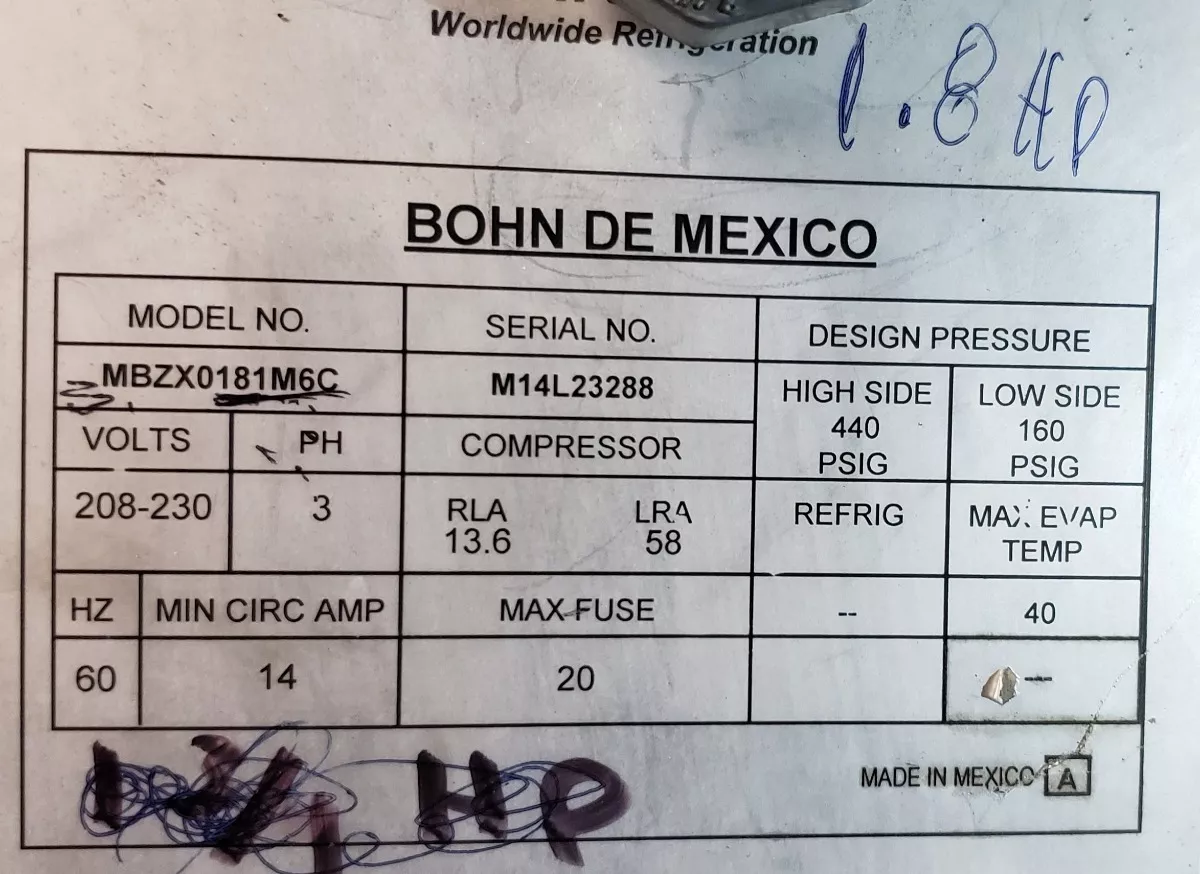 Worldwide Refrigeration
1.8 HP
BOHN DE MEXICO
MODEL NO. SERIAL NO. DESIGN PRESSURE
MBZX0181M6C M14L23288 HIGH SIDE 440 PSIG LOW SIDE 160 PSIG
VOLTS PH COMPRESSOR
208-230 3 RLA 13.6 LRA 58 REFRIG MAX. EVAP TEMP
HZ MIN CIRC AMP MAX FUSE -- 40
60 14 20 --
HP
MADE IN MEXICO A